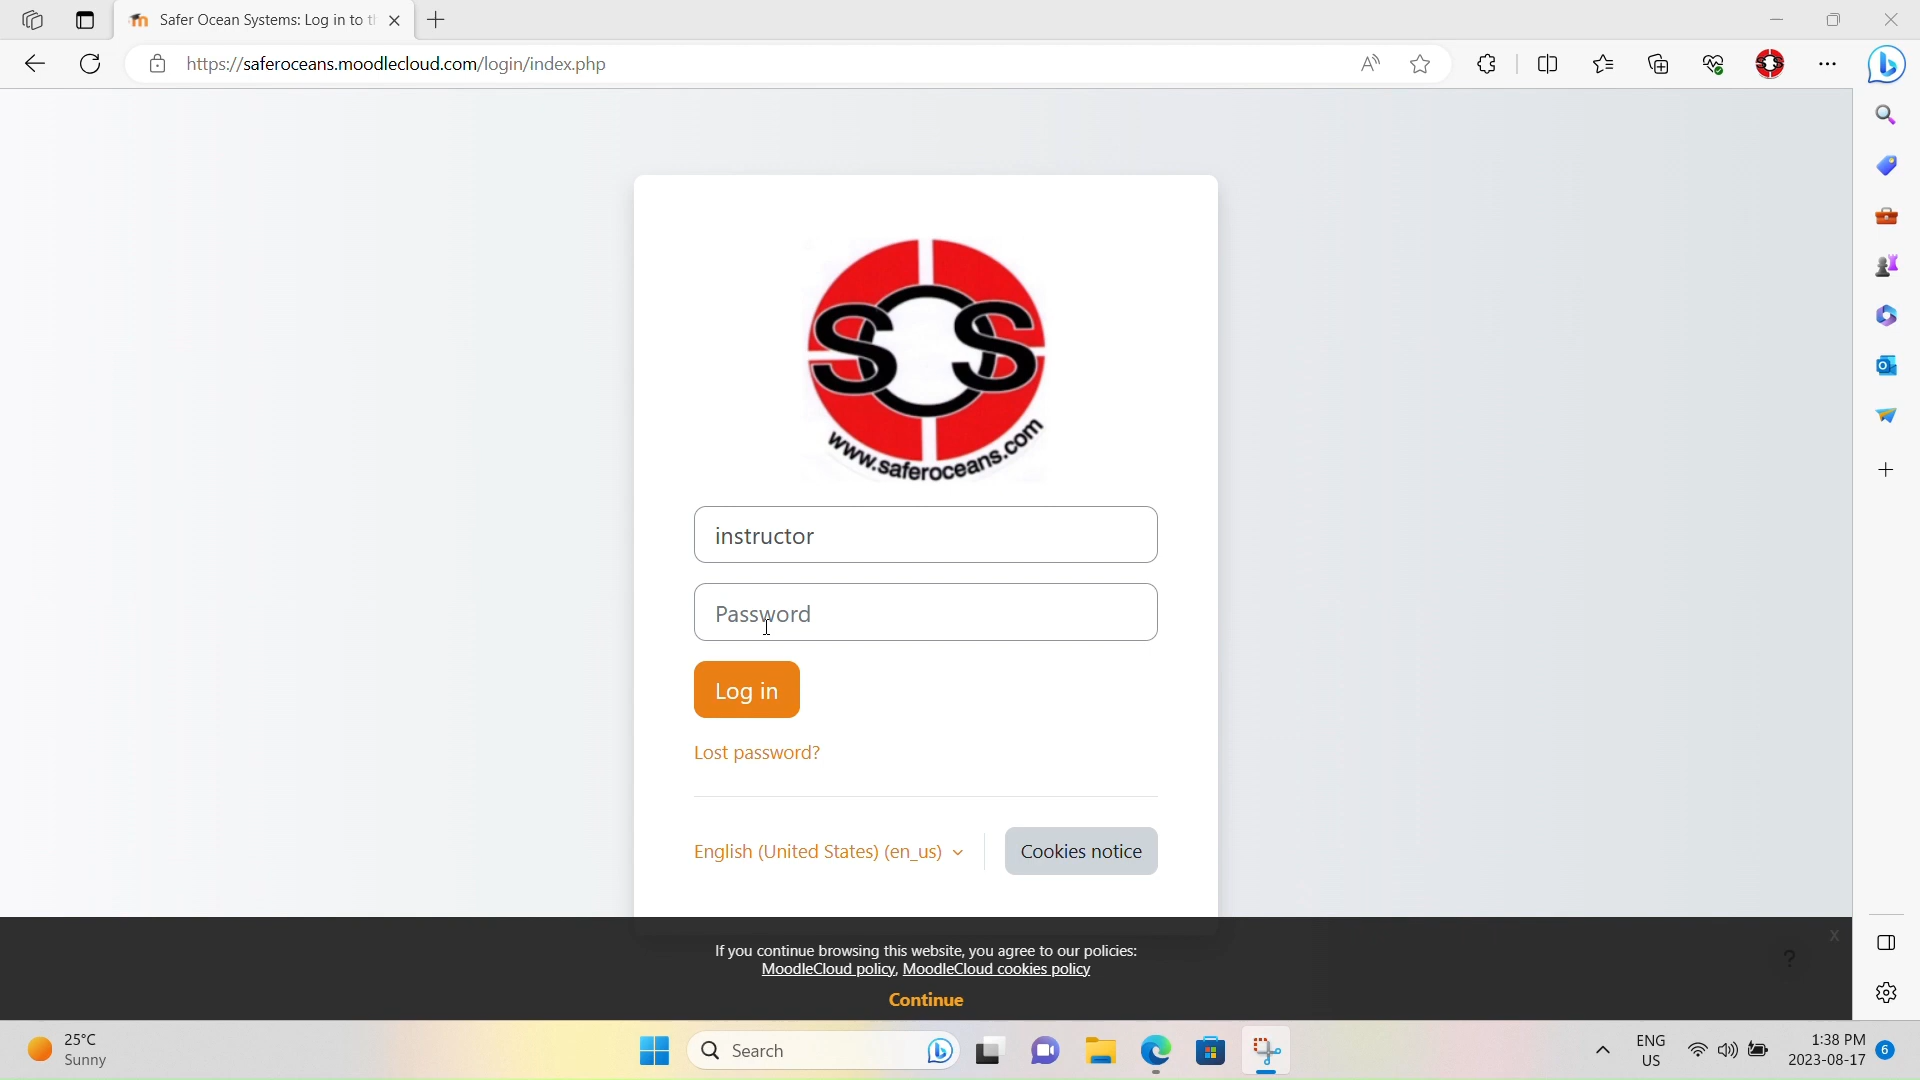 Safer Ocean Systems: Log in to t
https://saferoceans.moodlecloud.com/login/index.php
SOS
www.saferoceans.com
instructor
Password
Log in
Lost password?
English (United States) (en_us)
Cookies notice
If you continue browsing this website, you agree to our policies:
MoodleCloud policy, MoodleCloud cookies policy
Continue
x
?
25°C
Sunny
Search
ENG
US
1:38 PM
2023-08-17
6